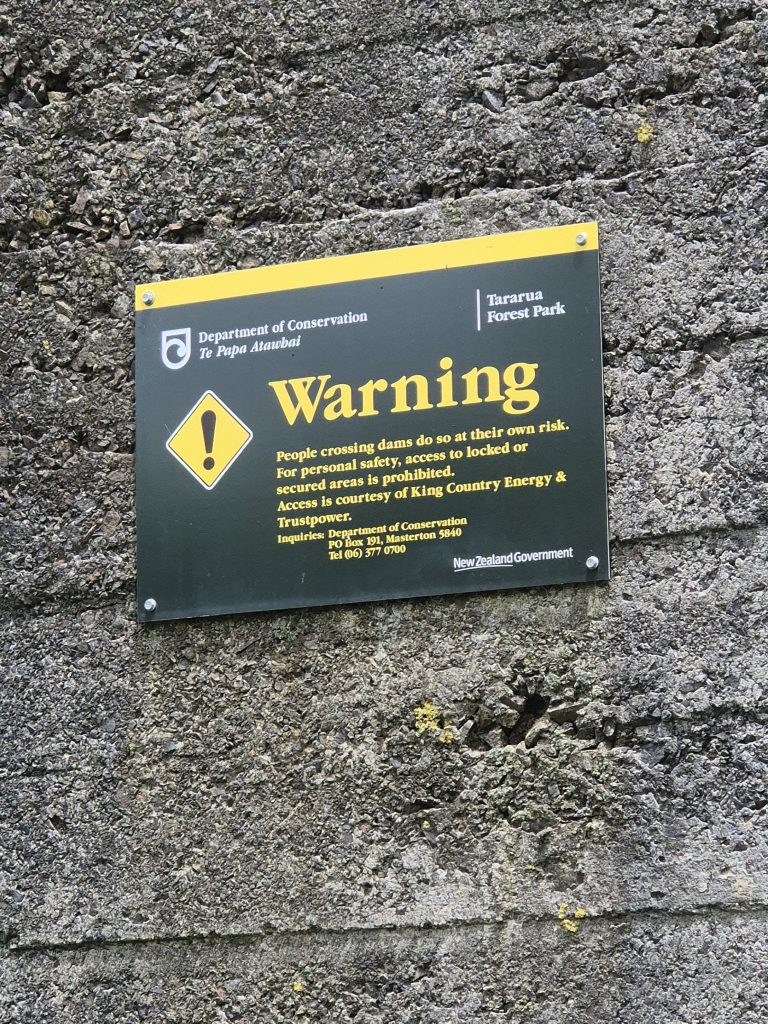 Department of Conservation
Te Papa Atawhai
Tararua
Forest Park
Warning
People crossing dams do so at their own risk.
For personal safety, access to locked or
secured areas is prohibited.
Access is courtesy of King Country Energy &
Trustpower.
Inquiries: Department of Conservation
PO Box 191, Masterton 5840
Tel (06) 377 0700
New Zealand Government